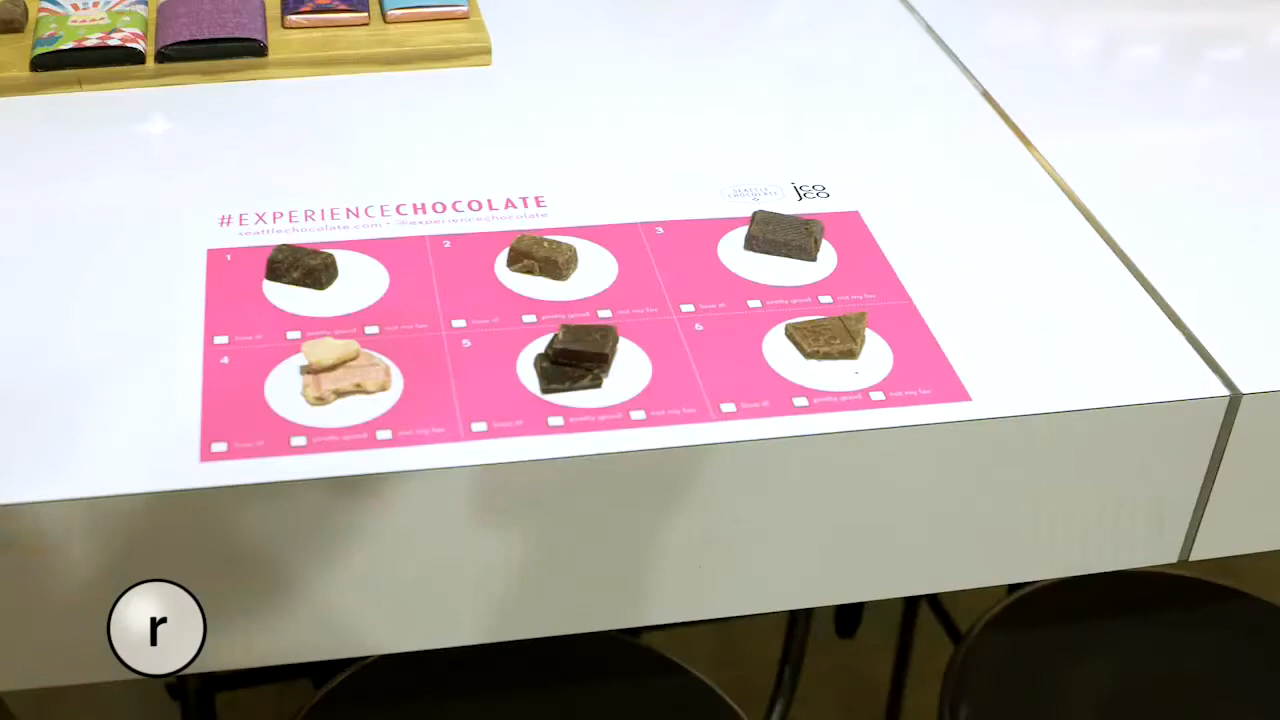 #EXPERIENCECHOCOLATE
seattlechocolate.com • @experiencechocolate
SEATTLE
CHOCOLATE
jco
co
1
2
3
love it! pretty good not my fav
love it! pretty good not my fav
love it! pretty good not my fav
4
5
6
love it! pretty good not my fav
love it! pretty good not my fav
love it! pretty good not my fav
r